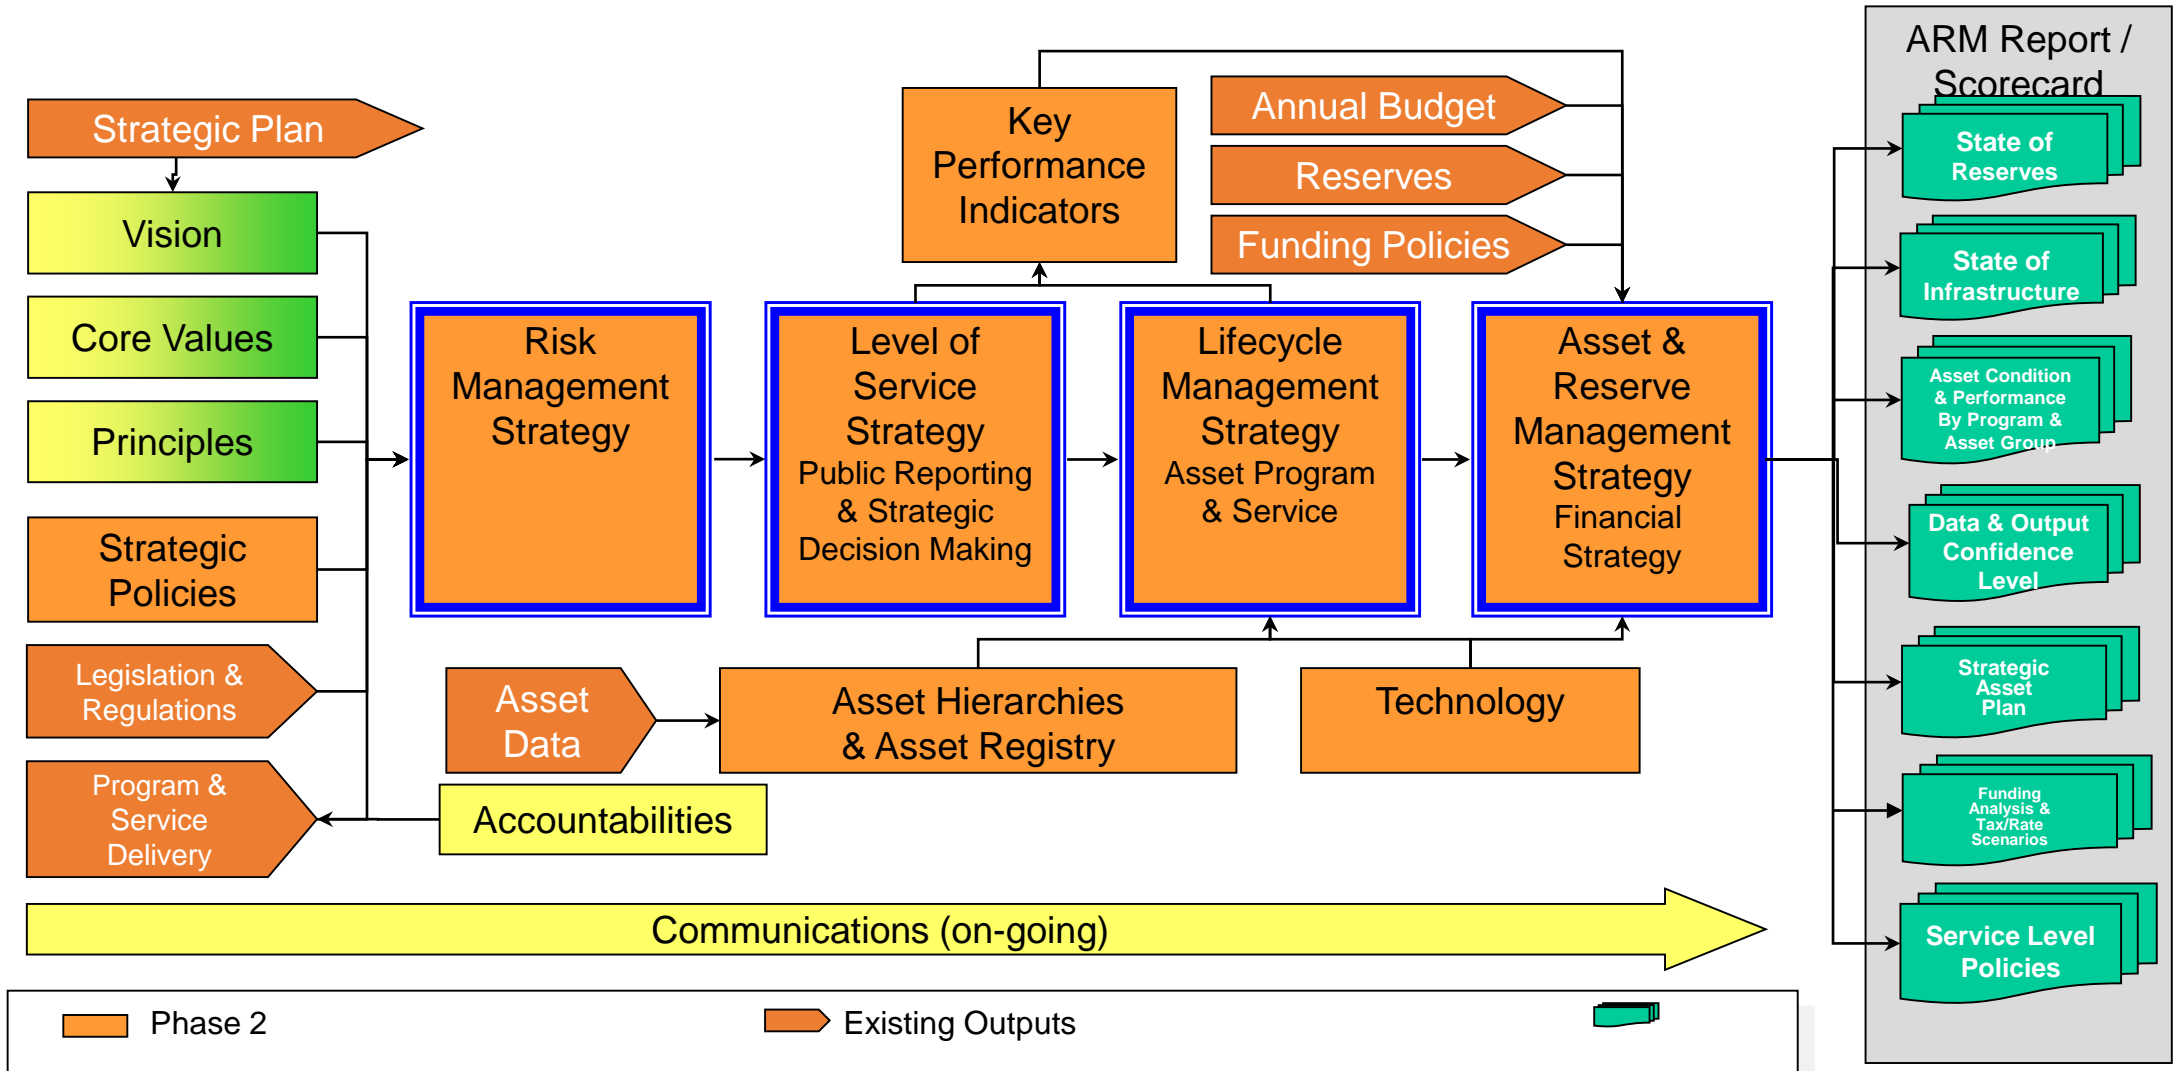 Strategic Plan
Vision
Core Values
Principles
Strategic
Policies
Legislation &
Regulations
Program &
Service
Delivery
Risk
Management
Strategy
Key
Performance
Indicators
Level of
Service
Strategy
Public Reporting
& Strategic
Decision Making
Lifecycle
Management
Strategy
Asset Program
& Service
Annual Budget
Reserves
Funding Policies
Asset &
Reserve
Management
Strategy
Financial
Strategy
Asset
Data
Asset Hierarchies
& Asset Registry
Technology
Accountabilities
Communications (on-going)
ARM Report /
Scorecard
State of
Reserves
State of
Infrastructure
Asset Condition
& Performance
By Program &
Asset Group
Data & Output
Confidence
Level
Strategic
Asset
Plan
Funding
Analysis &
Tax/Rate
Scenarios
Service Level
Policies
Phase 2
Existing Outputs